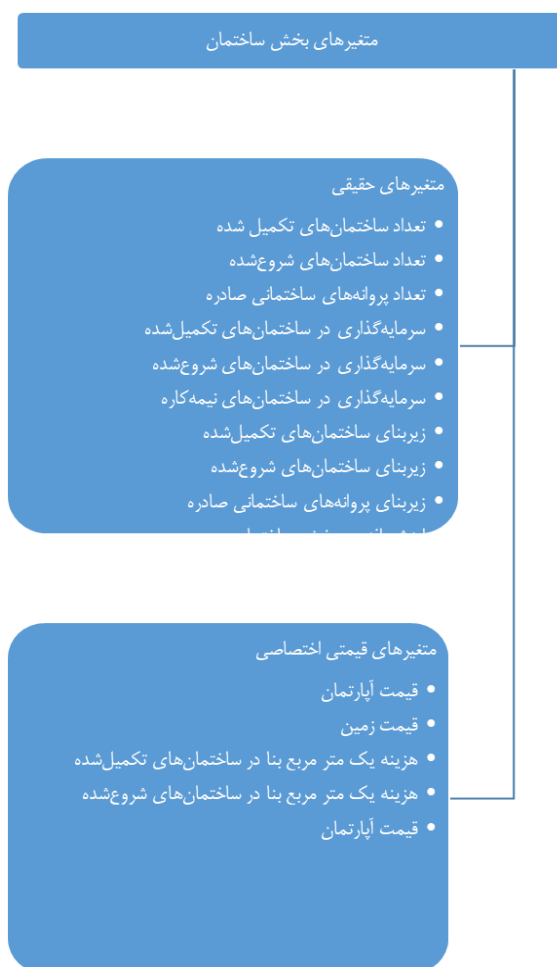 متغیرهای بخش ساختمان
متغیرهای حقیقی
• تعداد ساختمان‌های تکمیل شده
• تعداد ساختمان‌های شروع‌شده
• تعداد پروانه‌های ساختمانی صادره
• سرمایه‌گذاری در ساختمان‌های تکمیل‌شده
• سرمایه‌گذاری در ساختمان‌های شروع‌شده
• سرمایه‌گذاری در ساختمان‌های نیمه‌کاره
• زیربنای ساختمان‌های تکمیل‌شده
• زیربنای ساختمان‌های شروع‌شده
• زیربنای پروانه‌های ساختمانی صادره
متغیرهای قیمتی اختصاصی
• قیمت آپارتمان
• قیمت زمین
• هزینه یک متر مربع بنا در ساختمان‌های تکمیل‌شده
• هزینه یک متر مربع بنا در ساختمان‌های شروع‌شده
• قیمت آپارتمان